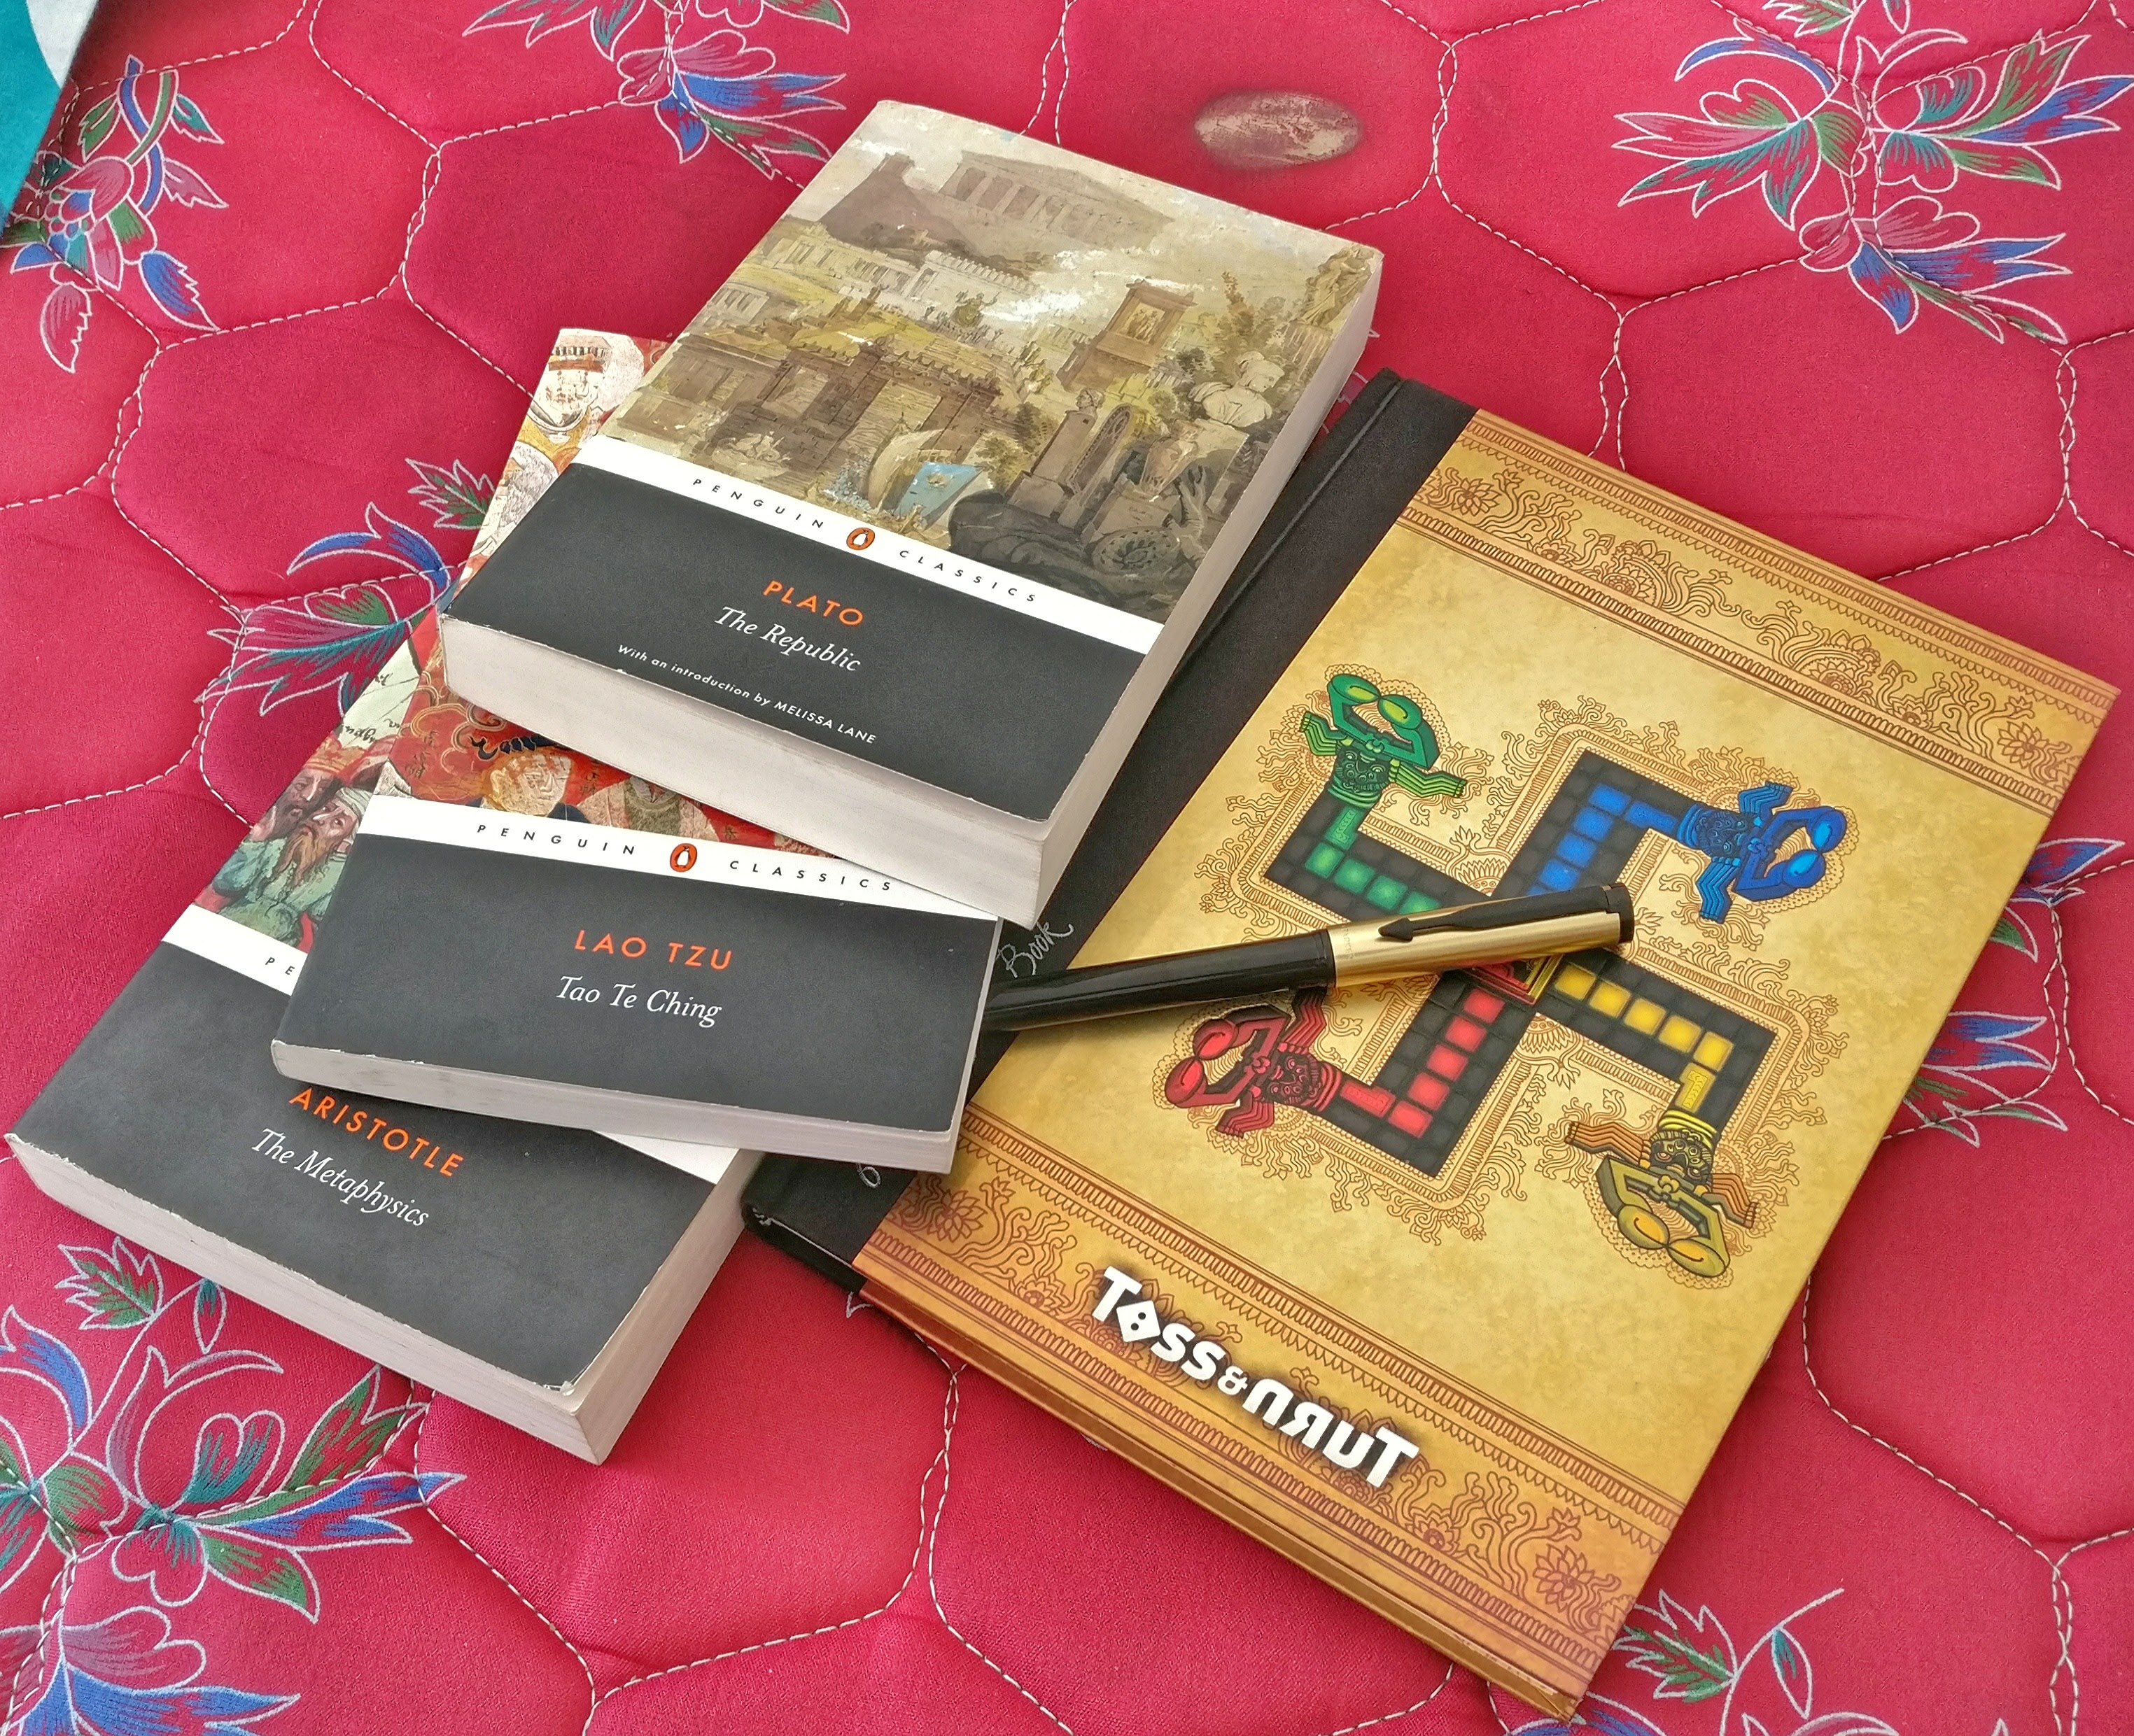 PENGUIN CLASSICS
PLATO
The Republic
With an introduction by MELISSA LANE
PENGUIN CLASSICS
LAO TZU
Tao Te Ching
PE
ARISTOTLE
The Metaphysics
Book
TOSS & TURN